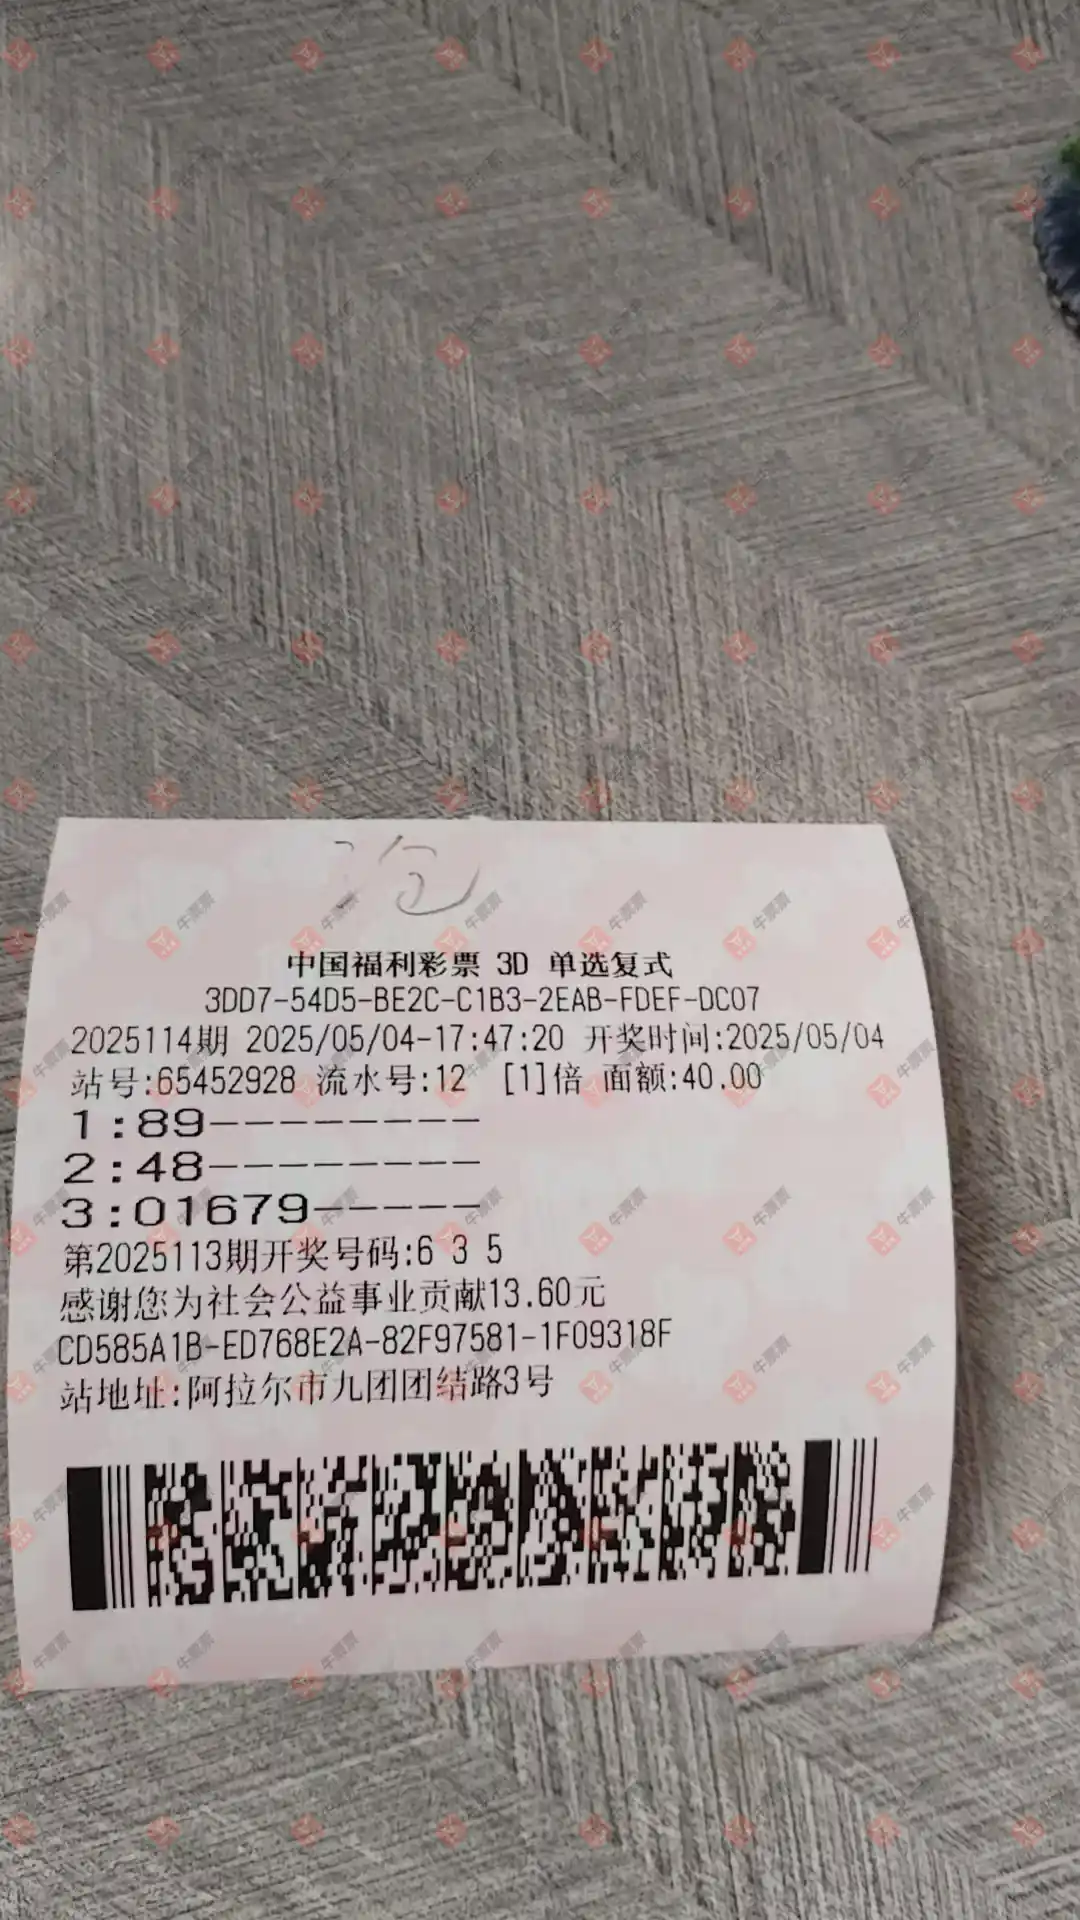 中国福利彩票 3D 单选复式
3DD7-54D5-BE2C-C1B3-2EAB-FDEF-DC07
2025114期 2025/05/04-17:47:20 开奖时间:2025/05/04
站号:65452928 流水号:12 [1]倍 面额:40.00
1:89--------
2:48--------
3:01679-----
第2025113期开奖号码:6 3 5
感谢您为社会公益事业贡献13.60元
CD585A1B-ED768E2A-82F97581-1F09318F
站地址:阿拉尔市九团团结路3号
牛票票